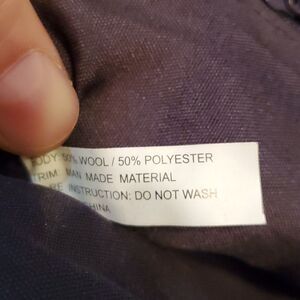 BODY: 50% WOOL / 50% POLYESTER
TRIM: MAN MADE MATERIAL
INSTRUCTION: DO NOT WASH
CHINA